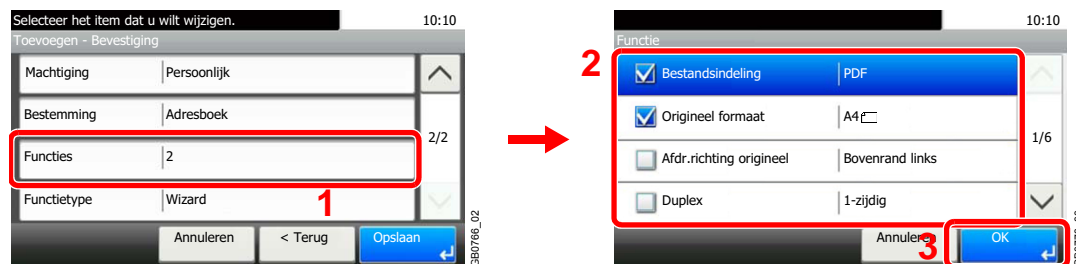 Selecteer het item dat u wilt wijzigen. 10:10
Toevoegen - Bevestiging
Machtiging Persoonlijk
Bestemming Adresboek
2/2
Functies 2
Functietype Wizard
1
Annuleren < Terug Opslaan
GB0766_02
10:10
Functie
2
Bestandsindeling PDF
Origineel formaat A4
1/6
Afdr.richting origineel Bovenrand links
Duplex 1-zijdig
Annuleren OK
3